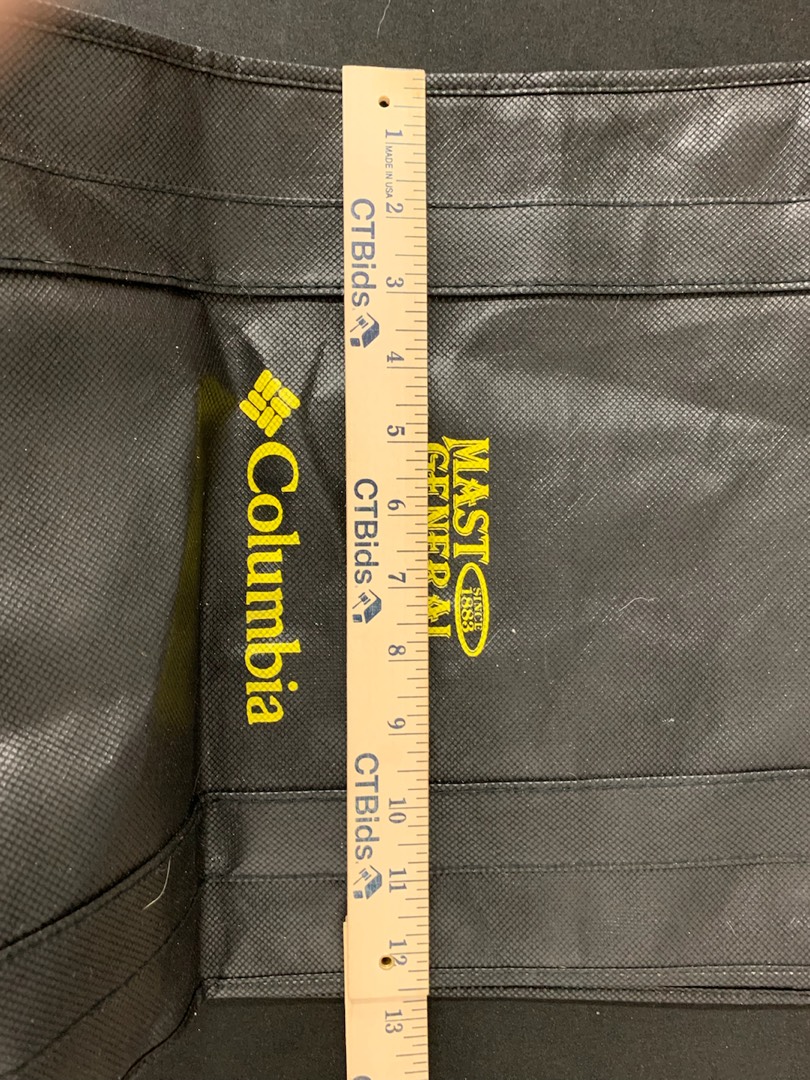 1
MADE IN USA
2
CTBids
3
4
5
6
CTBids
7
8
9
CTBids
10
11
12
13
Columbia
MAST
GENERAL
SINCE
1883